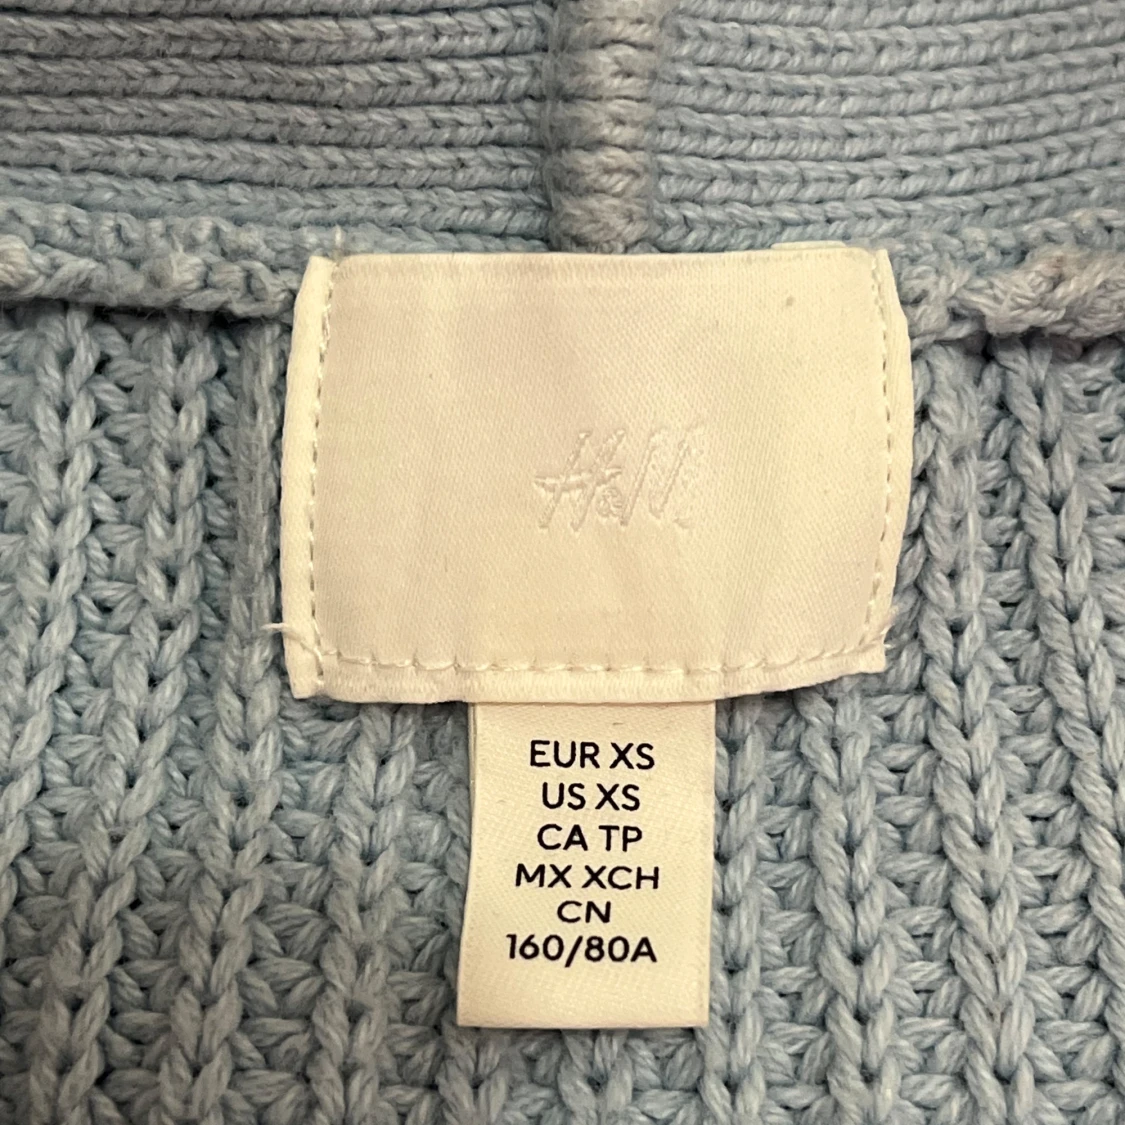 H&M
EUR XS
US XS
CA TP
MX XCH
CN
160/80A